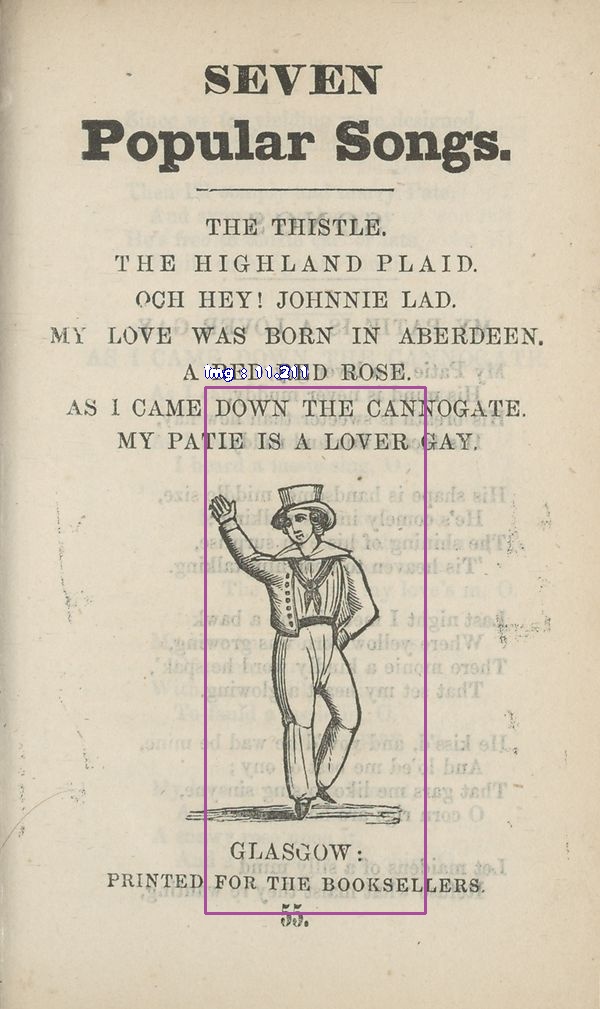 SEVEN
Popular Songs.
THE THISTLE.
THE HIGHLAND PLAID.
OCH HEY! JOHNNIE LAD.
MY LOVE WAS BORN IN ABERDEEN.
A RED RED ROSE.
img : 11.211
AS I CAME DOWN THE CANNOGATE.
MY PATIE IS A LOVER GAY.
GLASGOW:
PRINTED FOR THE BOOKSELLERS.
55.